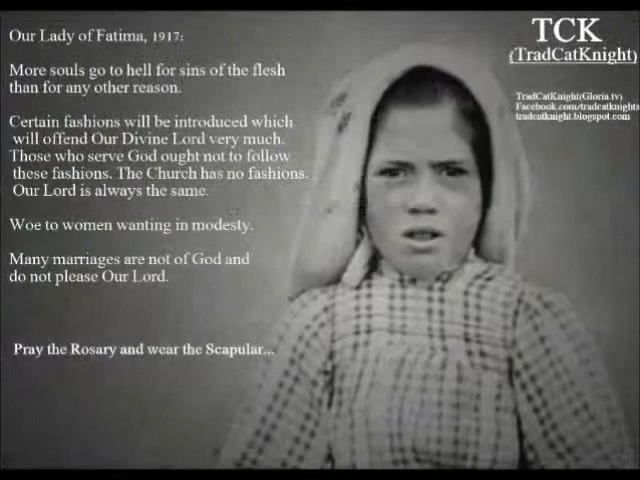 Our Lady of Fatima, 1917:
More souls go to hell for sins of the flesh
than for any other reason.
Certain fashions will be introduced which
will offend Our Divine Lord very much.
Those who serve God ought not to follow
these fashions. The Church has no fashions.
Our Lord is always the same.
Woe to women wanting in modesty.
Many marriages are not of God and
do not please Our Lord.
Pray the Rosary and wear the Scapular...
TCK
(TradCatKnight)
TradCatKnight(Gloria.tv)
Facebook.com/tradcatknights
tradcatknight.blogspot.com